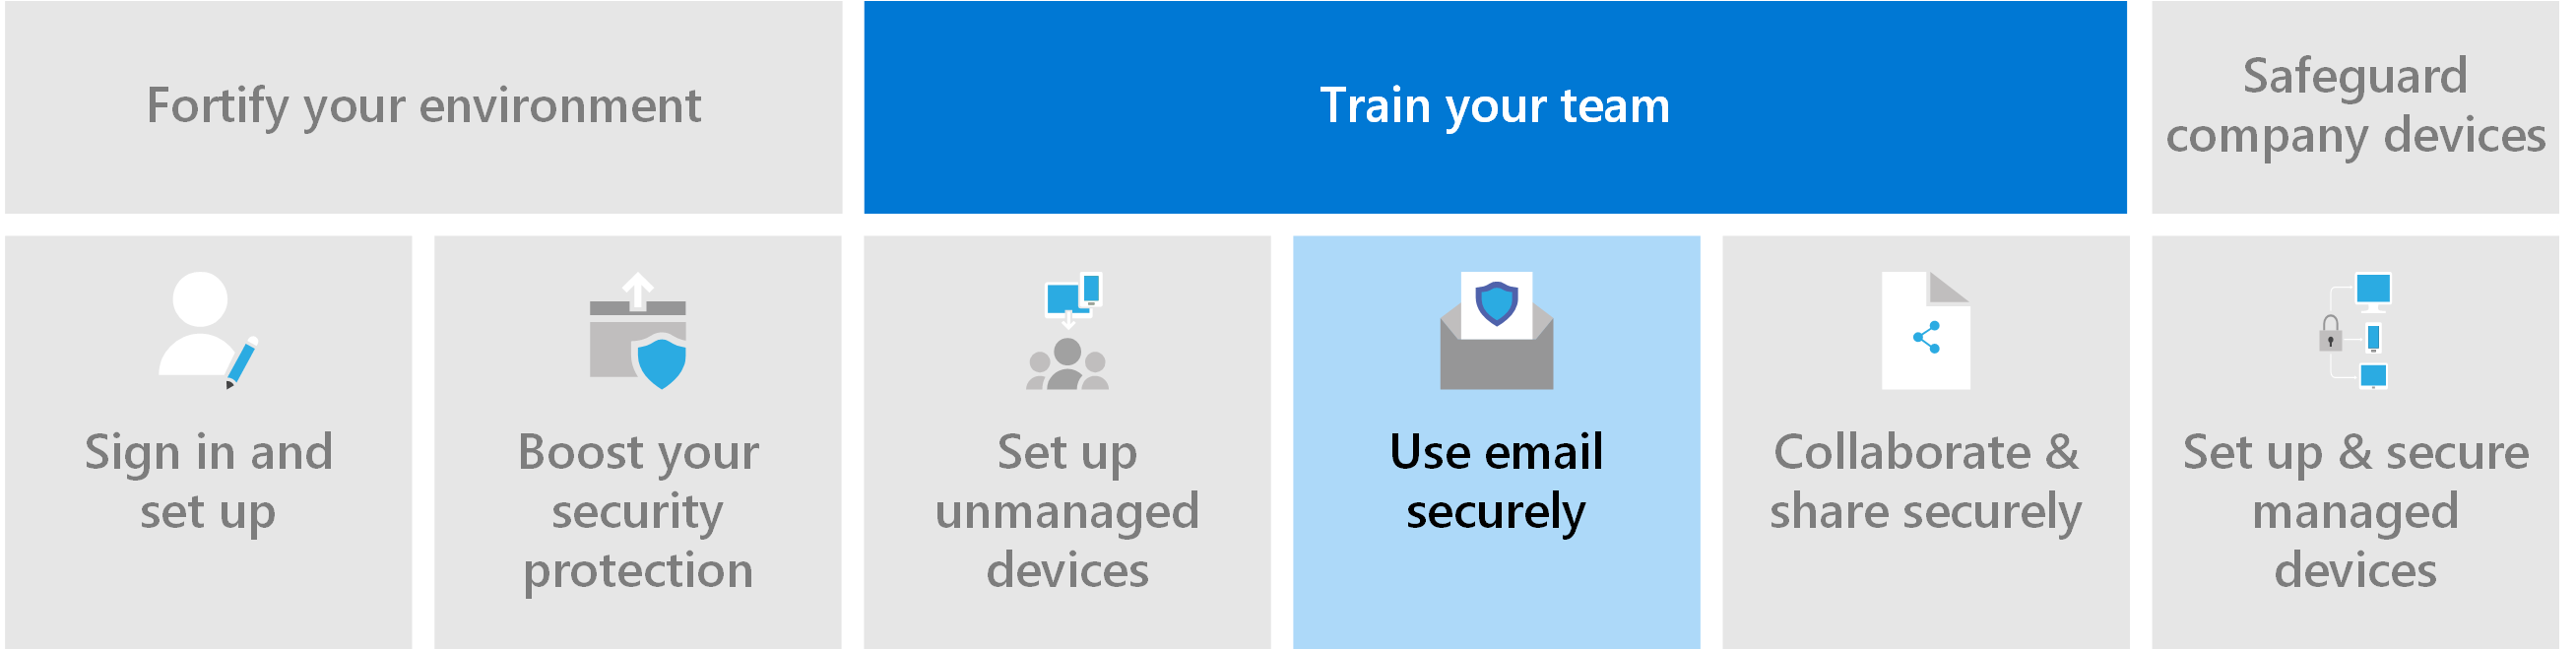 Fortify your environment
Train your team
Safeguard
company devices
Sign in and
set up
Boost your
security
protection
Set up
unmanaged
devices
Use email
securely
Collaborate &
share securely
Set up & secure
managed
devices